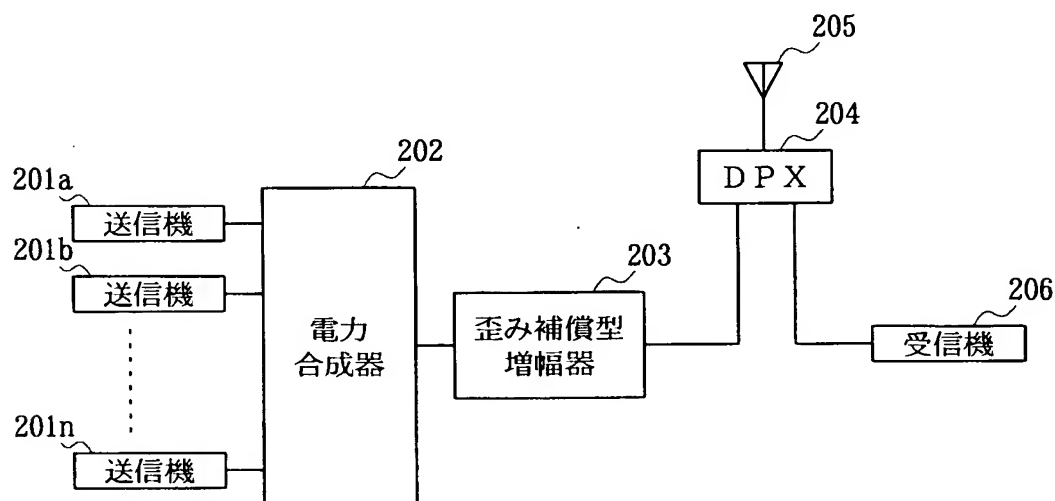 205
204
DPX
202
201a
送信機
201b
送信機
203
電力
合成器
歪み補償型
増幅器
206
受信機
201n
送信機